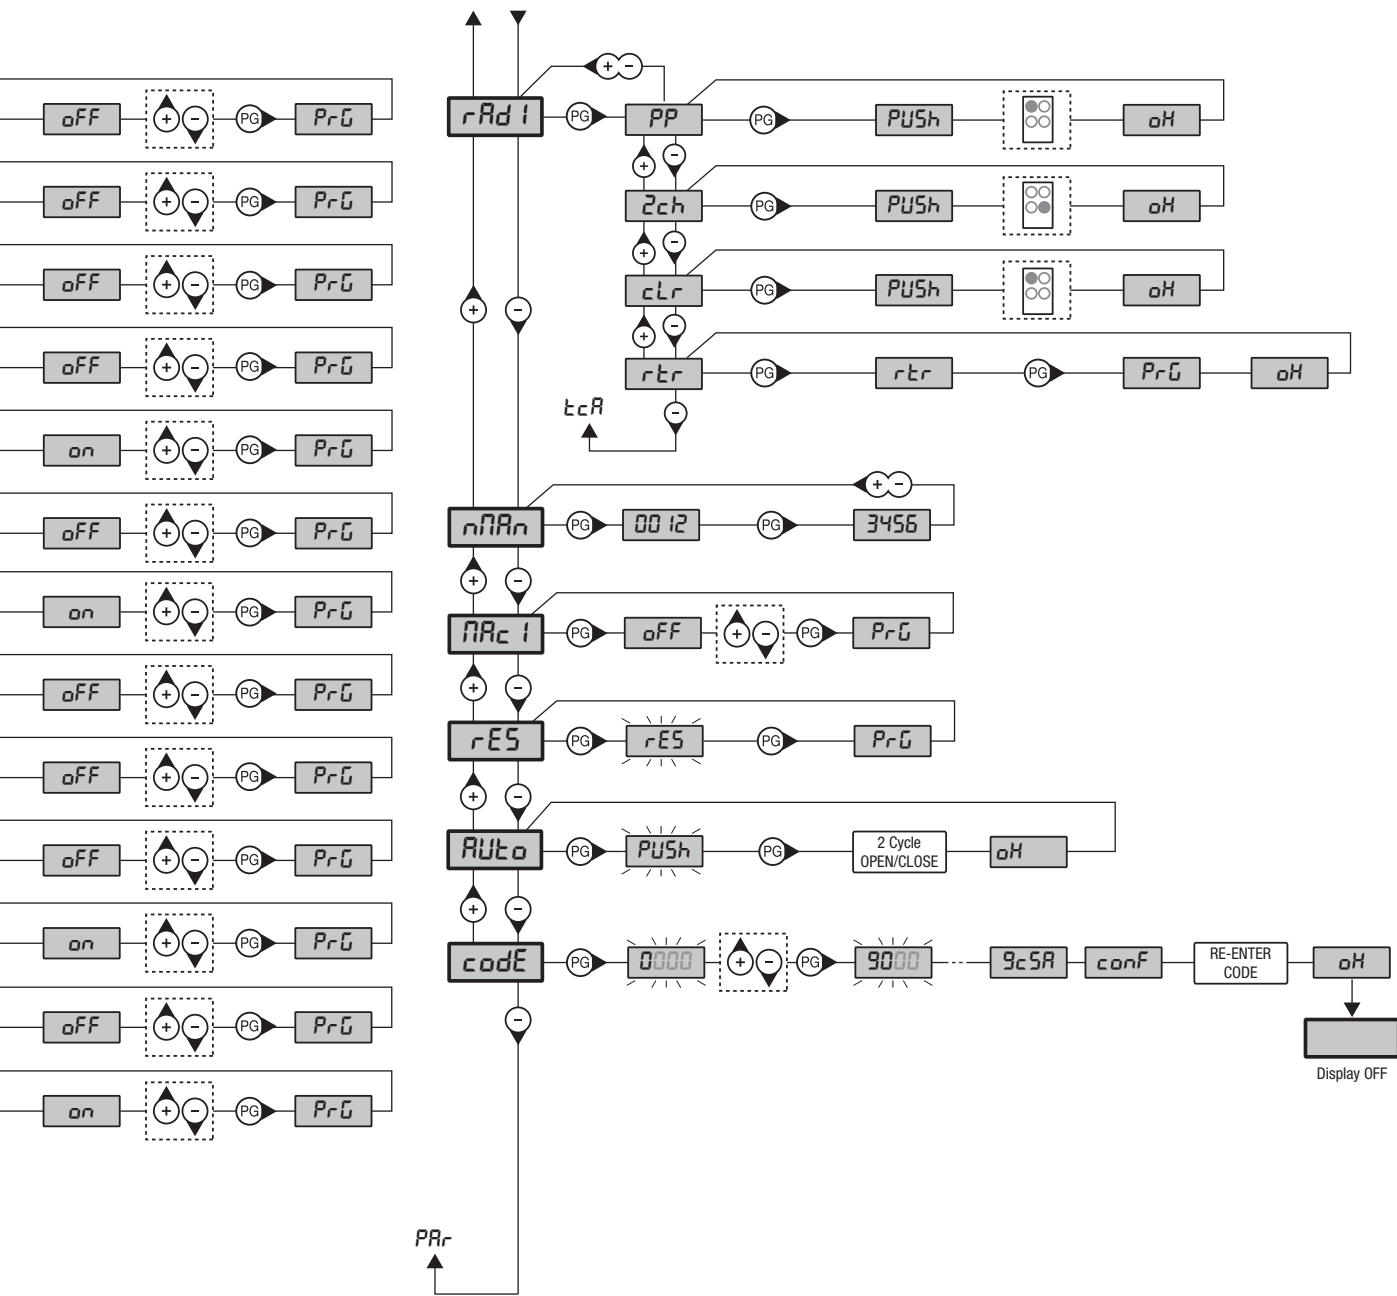 oFF + - PG PrG
oFF + - PG PrG
oFF + - PG PrG
oFF + - PG PrG
on + - PG PrG
oFF + - PG PrG
on + - PG PrG
oFF + - PG PrG
oFF + - PG PrG
oFF + - PG PrG
on + - PG PrG
oFF + - PG PrG
on + - PG PrG
+ -
rAdI PG PP PG PUSh oK
+ -
2ch PG PUSh oK
+ -
cLr PG PUSh oK
+ -
rtr PG rtr PG PrG oK
-
tcA
+ -
+ -
nMAn PG 0012 PG 3456
+ -
MAc1 PG oFF + - PG PrG
+ -
rES PG rES PG PrG
+ -
AUto PG PUSh PG 2 Cycle
OPEN/CLOSE oK
+ -
codE PG 0000 + - PG 9000 9c5A conF RE-ENTER
CODE oK
-
Display OFF
PAr